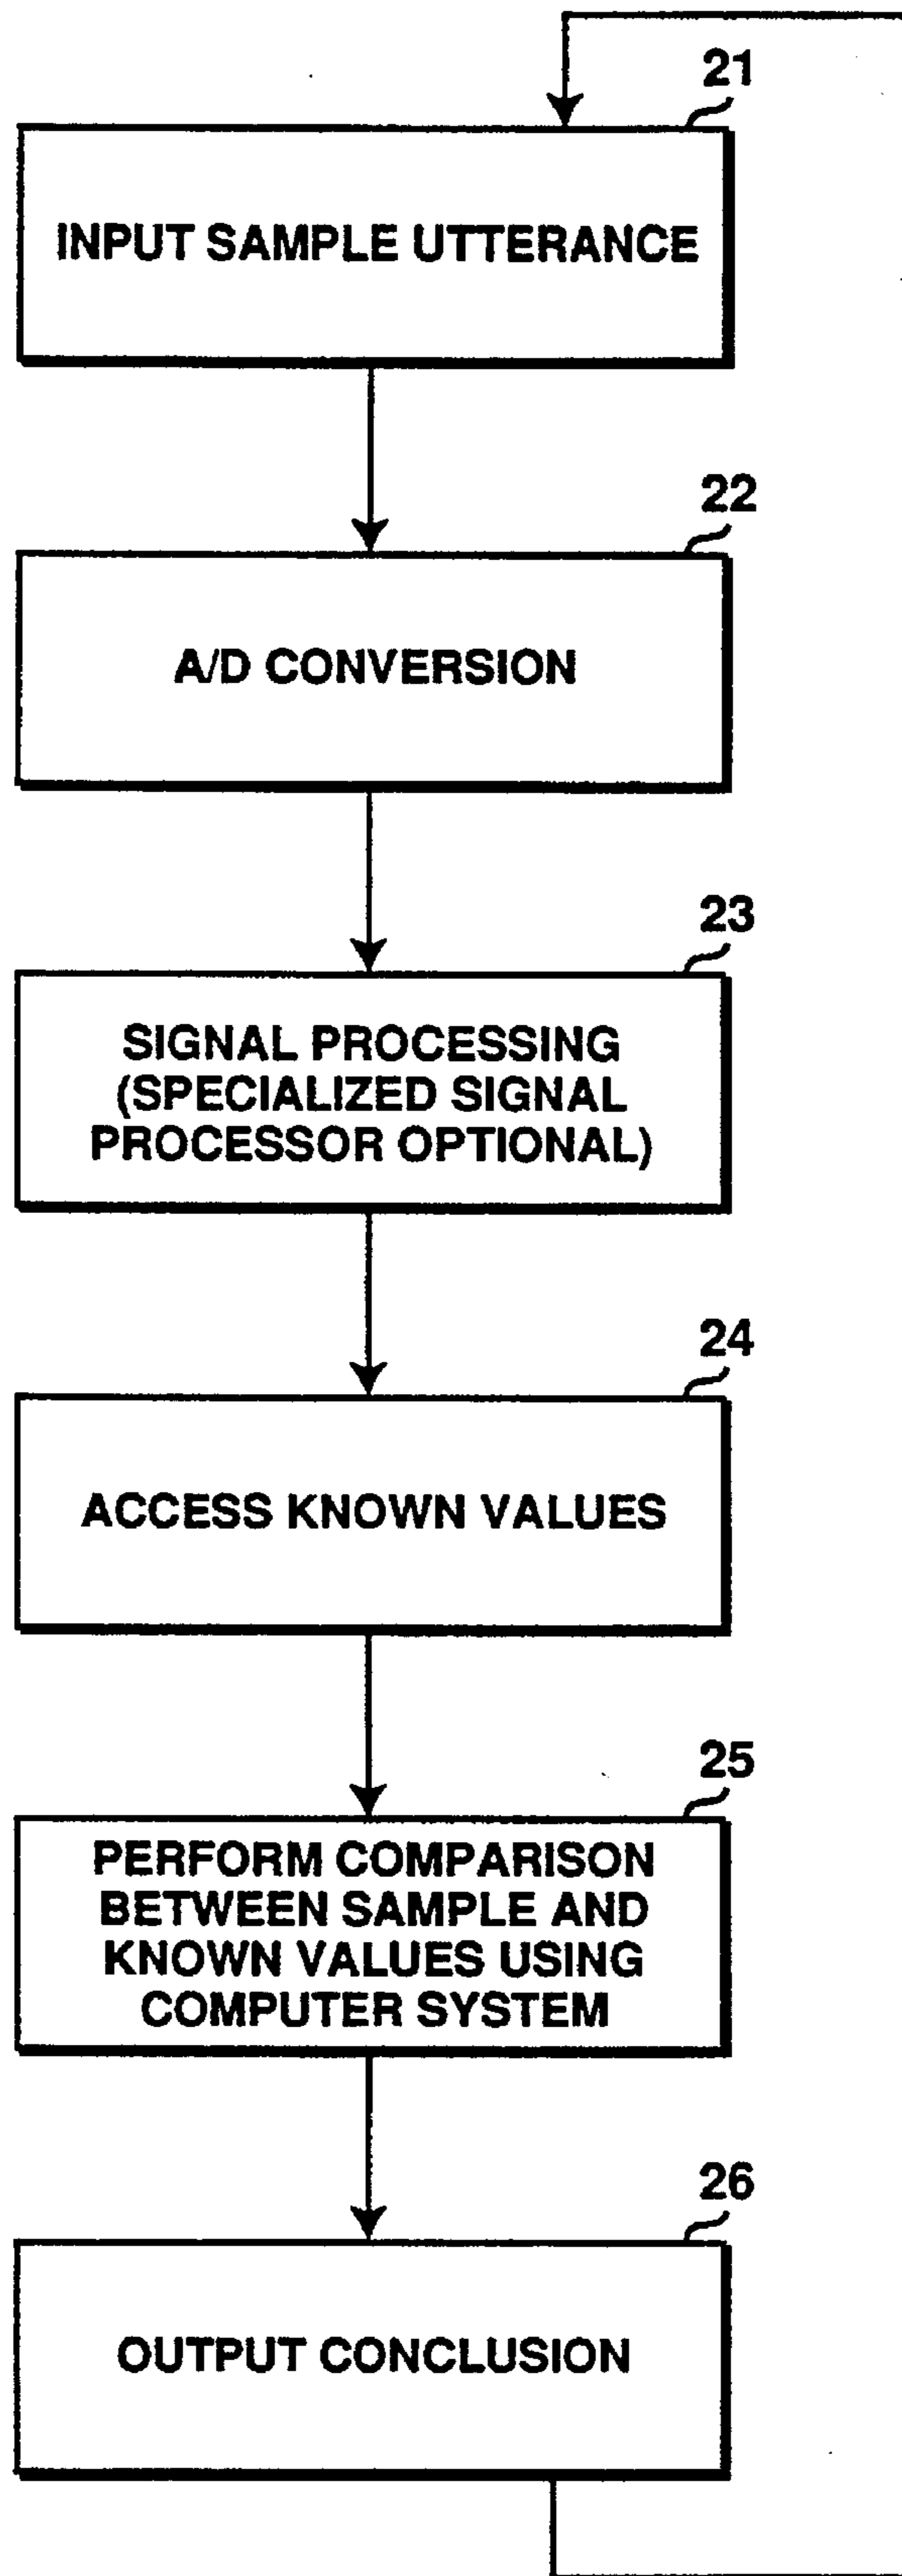 21
INPUT SAMPLE UTTERANCE
22
A/D CONVERSION
23
SIGNAL PROCESSING
(SPECIALIZED SIGNAL
PROCESSOR OPTIONAL)
24
ACCESS KNOWN VALUES
25
PERFORM COMPARISON
BETWEEN SAMPLE AND
KNOWN VALUES USING
COMPUTER SYSTEM
26
OUTPUT CONCLUSION